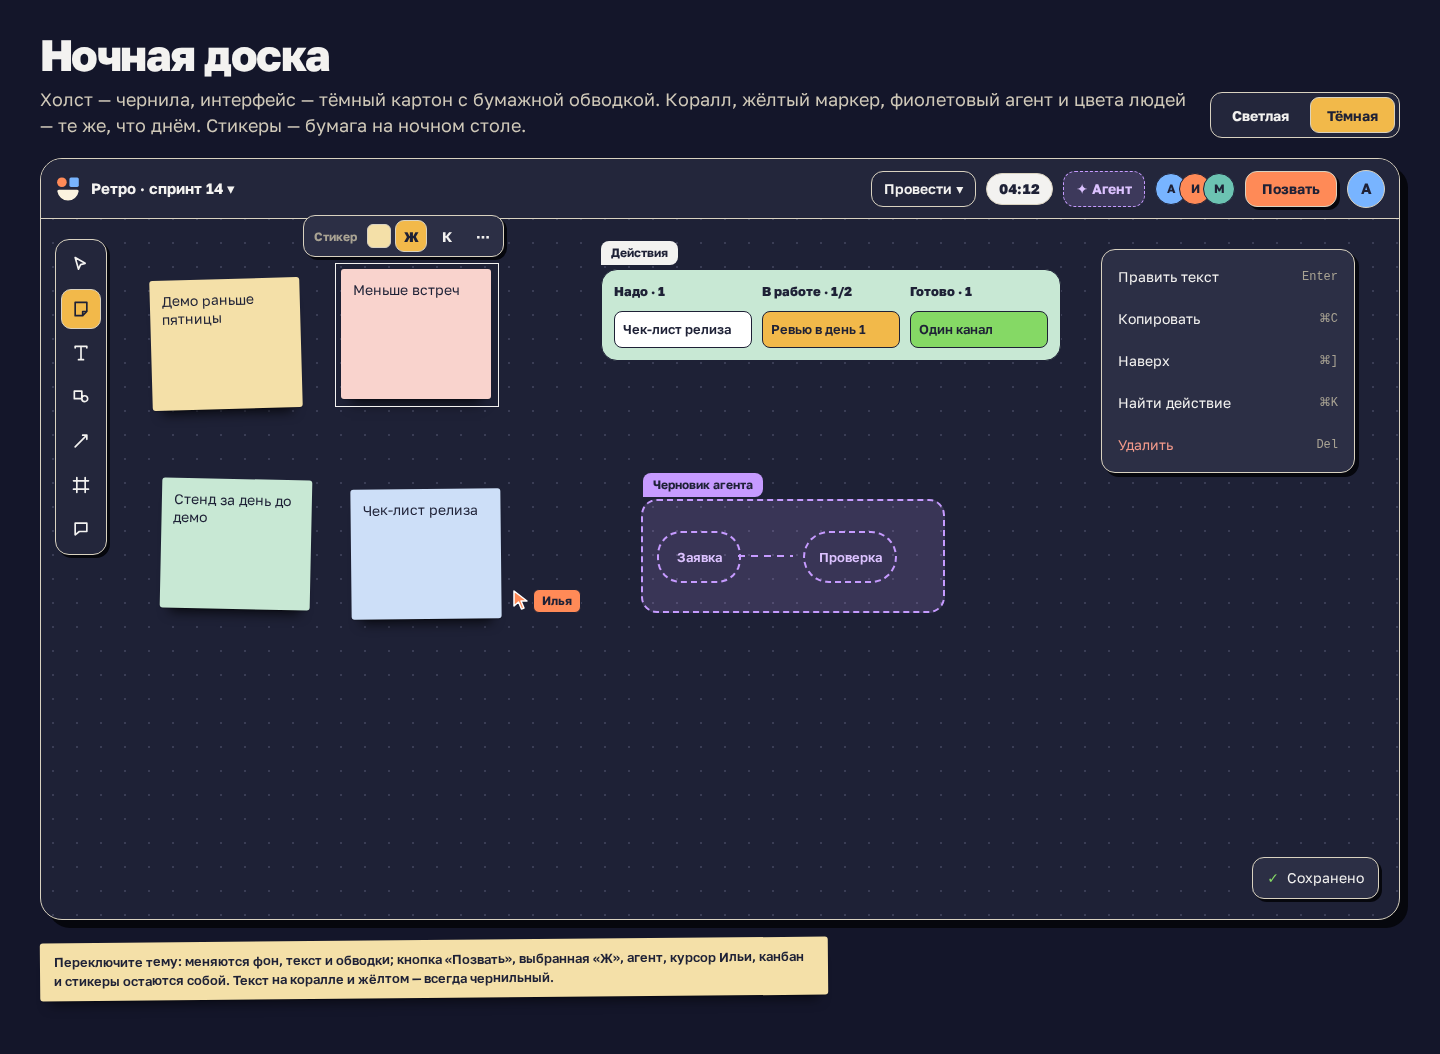 Ночная доска
Холст — чернила, интерфейс — тёмный картон с бумажной обводкой. Коралл, жёлтый маркер, фиолетовый агент и цвета людей
— те же, что днём. Стикеры — бумага на ночном столе.
Светлая
Тёмная
Ретро · спринт 14 ▾
Провести ▾
04:12
✦ Агент
А
И
М
Позвать
А
Стикер
Ж
К
⋯
Демо раньше
пятницы
Меньше встреч
Действия
Надо · 1
В работе · 1/2
Готово · 1
Чек-лист релиза
Ревью в день 1
Один канал
Править текст
Enter
Копировать
⌘C
Наверх
⌘]
Найти действие
⌘K
Удалить
Del
Стенд за день до
демо
Чек-лист релиза
Илья
Черновик агента
Заявка
Проверка
✓ Сохранено
Переключите тему: меняются фон, текст и обводки; кнопка «Позвать», выбранная «Ж», агент, курсор Ильи, канбан
и стикеры остаются собой. Текст на коралле и жёлтом — всегда чернильный.